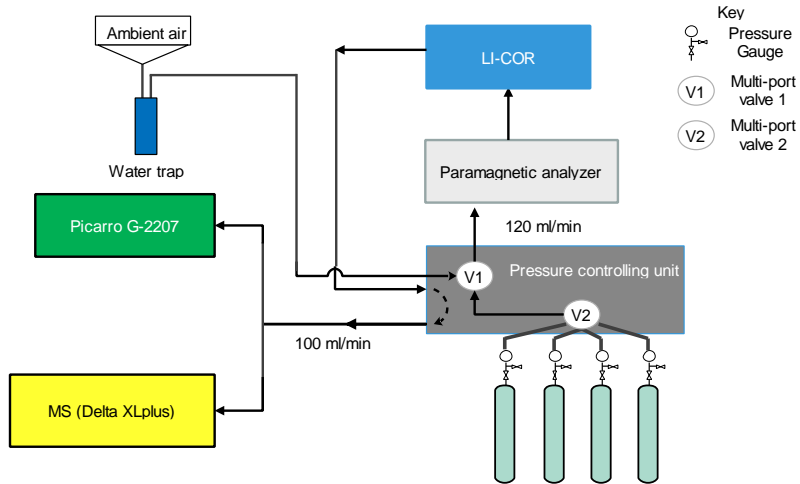 Ambient air
Water trap
Picarro G-2207
MS (Delta XLplus)
100 ml/min
LI-COR
Paramagnetic analyzer
120 ml/min
Pressure controlling unit
V1
V2
Key
Pressure
Gauge
V1
Multi-port
valve 1
V2
Multi-port
valve 2